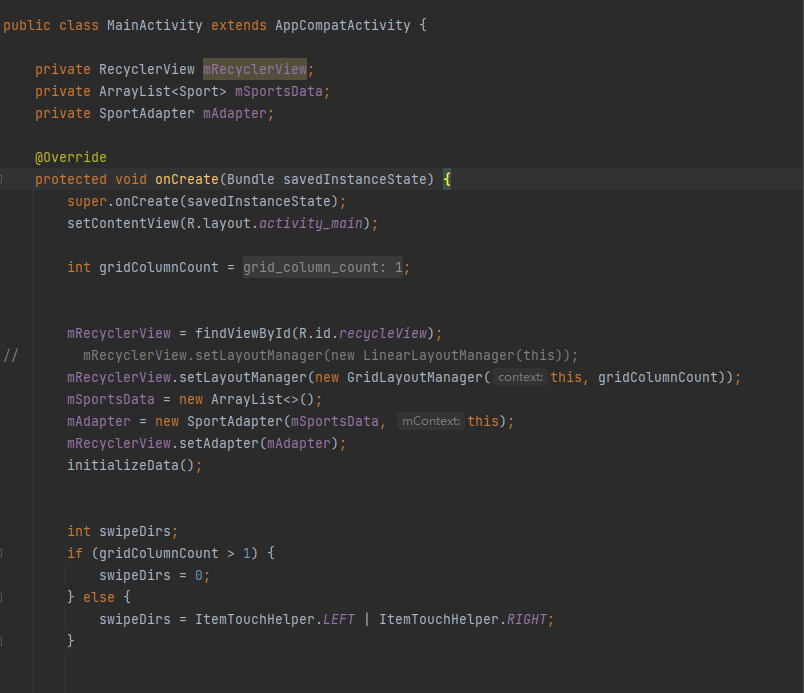 public class MainActivity extends AppCompatActivity {
private RecyclerView mRecyclerView;
private ArrayList<Sport> mSportsData;
private SportAdapter mAdapter;
@Override
protected void onCreate(Bundle savedInstanceState) {
super.onCreate(savedInstanceState);
setContentView(R.layout.activity_main);
int gridColumnCount = grid_column_count: 1;
mRecyclerView = findViewById(R.id.recycleView);
// mRecyclerView.setLayoutManager(new LinearLayoutManager(this));
mRecyclerView.setLayoutManager(new GridLayoutManager( context: this, gridColumnCount));
mSportsData = new ArrayList<>();
mAdapter = new SportAdapter(mSportsData, mContext: this);
mRecyclerView.setAdapter(mAdapter);
initializeData();
int swipeDirs;
if (gridColumnCount > 1) {
swipeDirs = 0;
} else {
swipeDirs = ItemTouchHelper.LEFT | ItemTouchHelper.RIGHT;
}